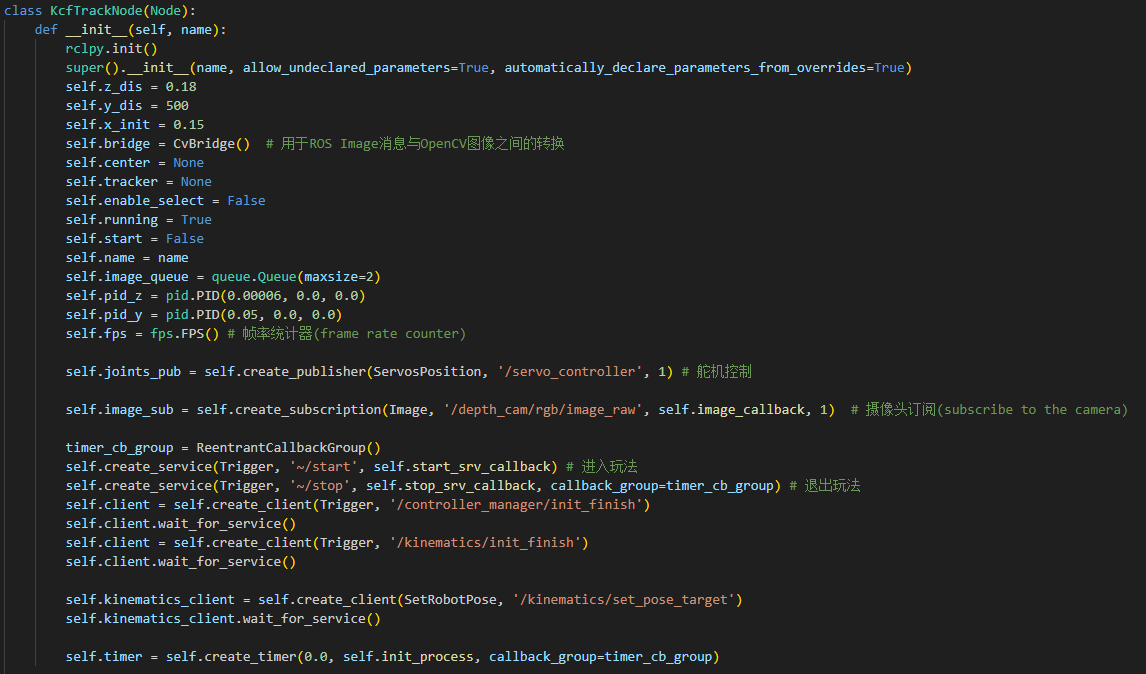 class KcfTrackNode(Node):
    def __init__(self, name):
        rclpy.init()
        super().__init__(name, allow_undeclared_parameters=True, automatically_declare_parameters_from_overrides=True)
        self.z_dis = 0.18
        self.y_dis = 500
        self.x_init = 0.15
        self.bridge = CvBridge()  # 用于ROS Image消息与OpenCV图像之间的转换
        self.center = None
        self.tracker = None
        self.enable_select = False
        self.running = True
        self.start = False
        self.name = name
        self.image_queue = queue.Queue(maxsize=2)
        self.pid_z = pid.PID(0.00006, 0.0, 0.0)
        self.pid_y = pid.PID(0.05, 0.0, 0.0)
        self.fps = fps.FPS() # 帧率统计器(frame rate counter)

        self.joints_pub = self.create_publisher(ServosPosition, '/servo_controller', 1) # 舵机控制

        self.image_sub = self.create_subscription(Image, '/depth_cam/rgb/image_raw', self.image_callback, 1)  # 摄像头订阅(subscribe to the camera)

        timer_cb_group = ReentrantCallbackGroup()
        self.create_service(Trigger, '~/start', self.start_srv_callback) # 进入玩法
        self.create_service(Trigger, '~/stop', self.stop_srv_callback, callback_group=timer_cb_group) # 退出玩法
        self.client = self.create_client(Trigger, '/controller_manager/init_finish')
        self.client.wait_for_service()
        self.client = self.create_client(Trigger, '/kinematics/init_finish')
        self.client.wait_for_service()

        self.kinematics_client = self.create_client(SetRobotPose, '/kinematics/set_pose_target')
        self.kinematics_client.wait_for_service()

        self.timer = self.create_timer(0.0, self.init_process, callback_group=timer_cb_group)